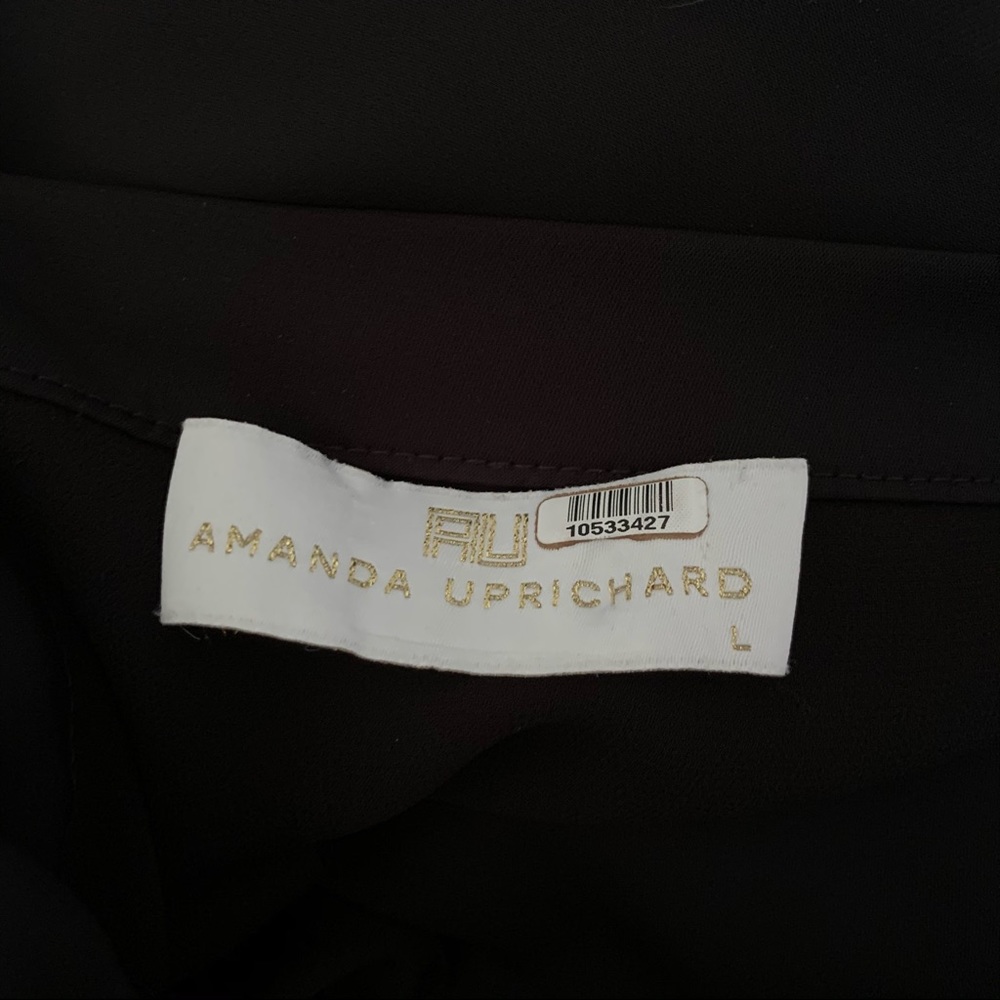 AU
10533427
AMANDA UPRICHARD
L